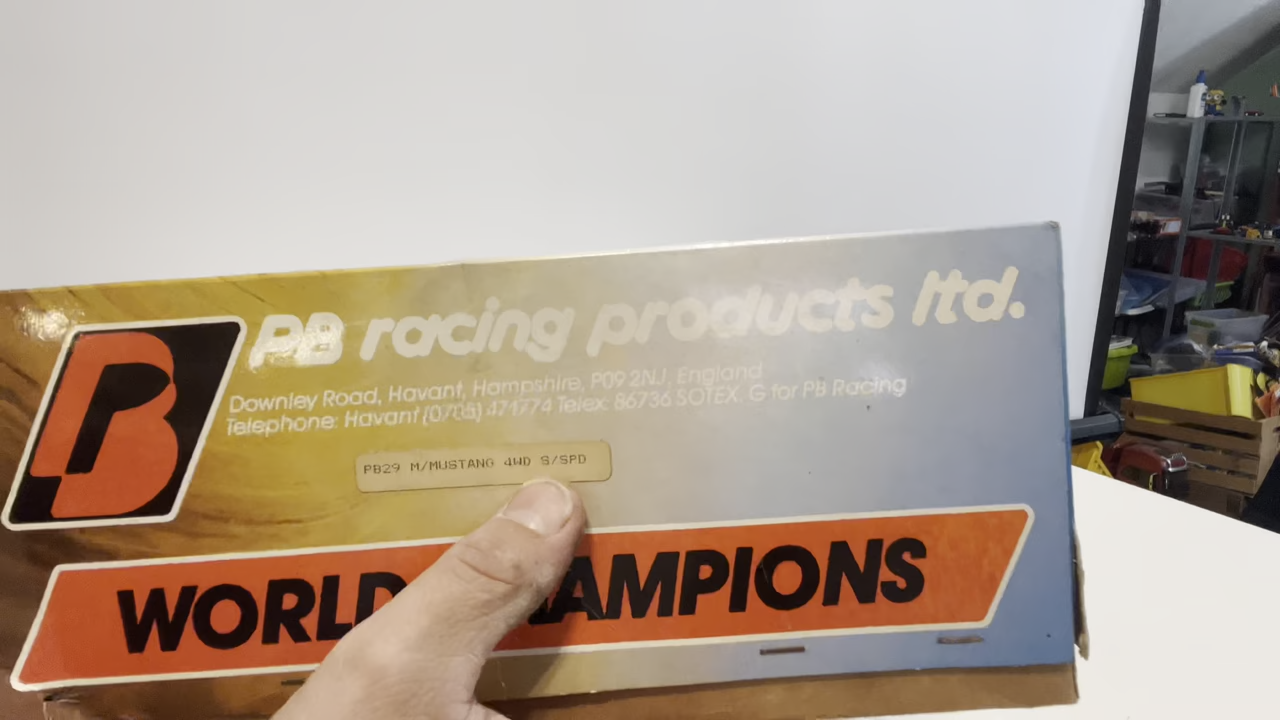 PB racing products ltd.
Downley Road, Havant, Hampshire, P09 2NJ, England
Telephone: Havant (0705) 471774 Telex: 86736 SOTEX. G for PB Racing
PB29 M/MUSTANG 4WD S/SPD
WORLD CHAMPIONS